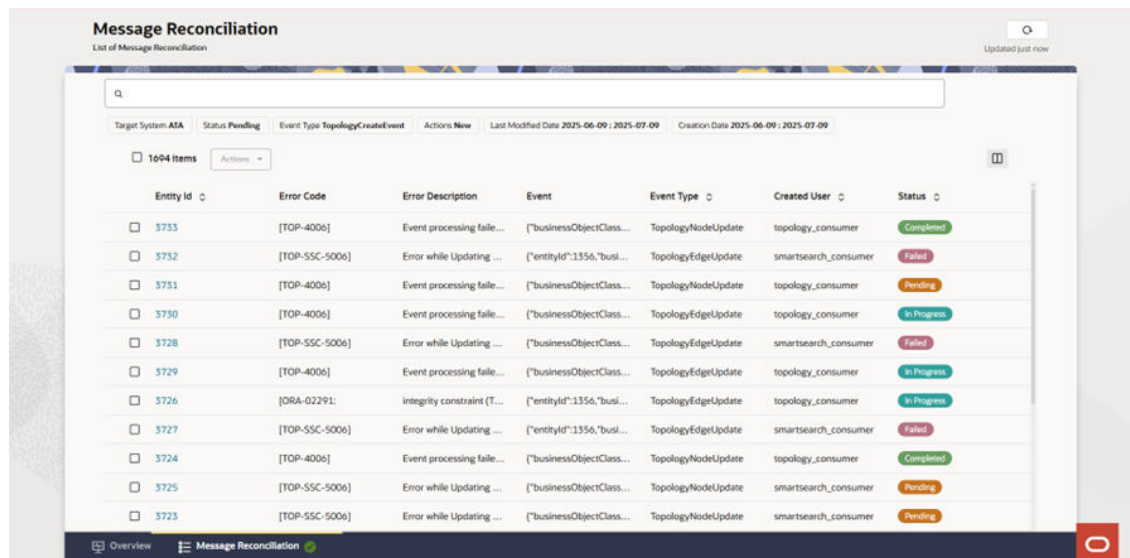 Message Reconciliation
List of Message Reconciliation
Updated just now
Target System ATA Status Pending Event Type TopologyCreateEvent Actions New Last Modified Date 2025-06-09 : 2025-07-09 Creation Date 2025-06-09 : 2025-07-09
1694 items Actions
Entity Id Error Code Error Description Event Event Type Created User Status
3733 [TOP-4006] Event processing faile... {"businessObjectClass... TopologyNodeUpdate topology_consumer Completed
3732 [TOP-SSC-5006] Error while Updating ... {"entityId":1356,"busi... TopologyEdgeUpdate smartsearch_consumer Failed
3731 [TOP-4006] Event processing faile... {"businessObjectClass... TopologyNodeUpdate topology_consumer Pending
3730 [TOP-4006] Event processing faile... {"businessObjectClass... TopologyEdgeUpdate topology_consumer In Progress
3728 [TOP-SSC-5006] Error while Updating ... {"businessObjectClass... TopologyEdgeUpdate smartsearch_consumer Failed
3729 [TOP-4006] Event processing faile... {"businessObjectClass... TopologyEdgeUpdate topology_consumer In Progress
3726 [ORA-02291: integrity constraint (T... {"entityId":1356,"busi... TopologyEdgeUpdate topology_consumer In Progress
3727 [TOP-SSC-5006] Error while Updating ... {"entityId":1356,"busi... TopologyEdgeUpdate smartsearch_consumer Failed
3724 [TOP-4006] Event processing faile... {"businessObjectClass... TopologyNodeUpdate topology_consumer Completed
3725 [TOP-SSC-5006] Error while Updating ... {"businessObjectClass... TopologyNodeUpdate smartsearch_consumer Pending
3723 [TOP-SSC-5006] Error while Updating ... {"businessObjectClass... TopologyNodeUpdate smartsearch_consumer Pending
Overview Message Reconciliation